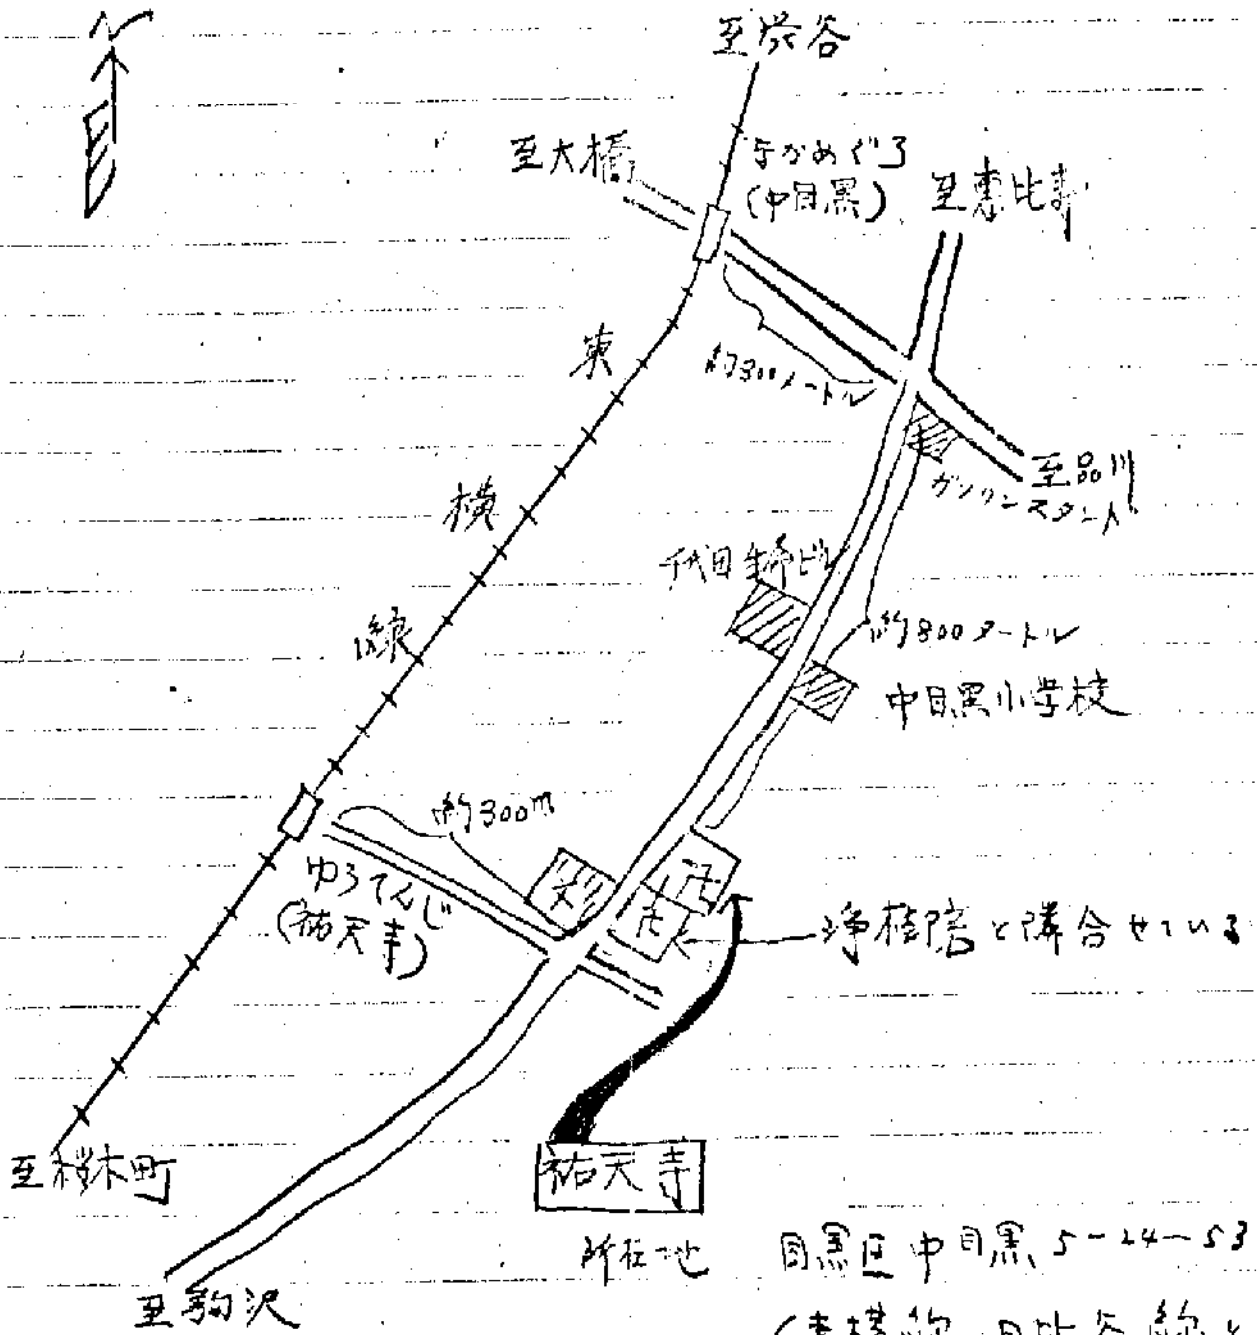 N
至渋谷
至大橋
なかめぐろ
(中目黒)
至恵比寿
約300メートル
至品川
ガソリン
スタンド
東
横
線
千代田生命ビル
約800メートル
中目黒小学校
約300m
ゆうてんじ
(祐天寺)
文
卍
卍
と隣合せている
至桜木町
祐天寺
至駒沢
所在地 目黒区中目黒 5-24-53